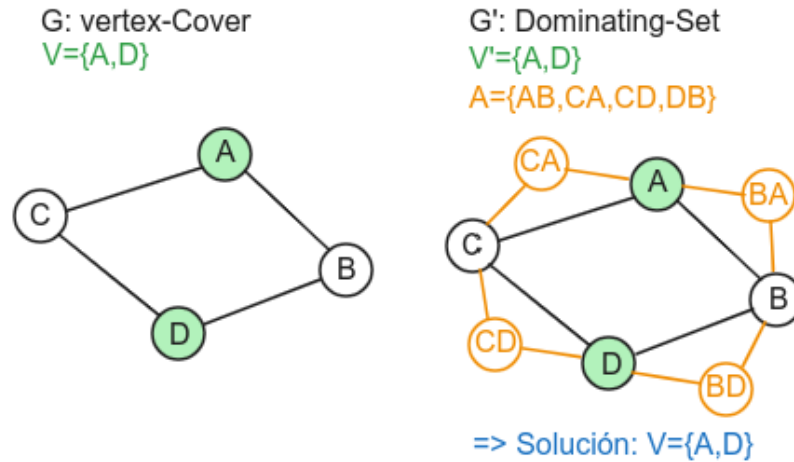 G: vertex-Cover
V={A,D}
A
C
B
D
G': Dominating-Set
V'={A,D}
A={AB,CA,CD,DB}
CA
A
BA
C
B
CD
D
BD
=> Solución: V={A,D}